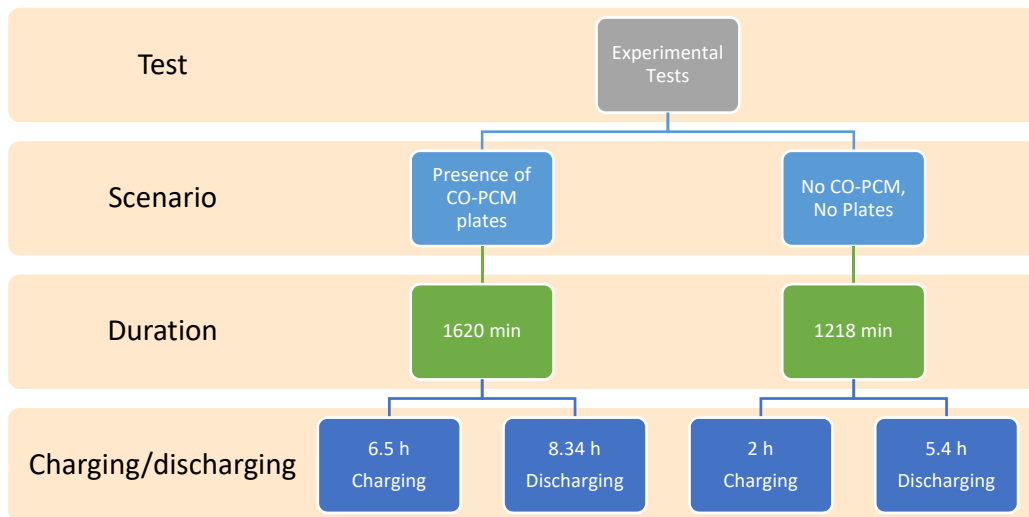 Test
Experimental
Tests
Scenario
Presence of
CO-PCM
plates
No CO-PCM,
No Plates
Duration
1620 min
1218 min
Charging/discharging
6.5 h
Charging
8.34 h
Discharging
2 h
Charging
5.4 h
Discharging